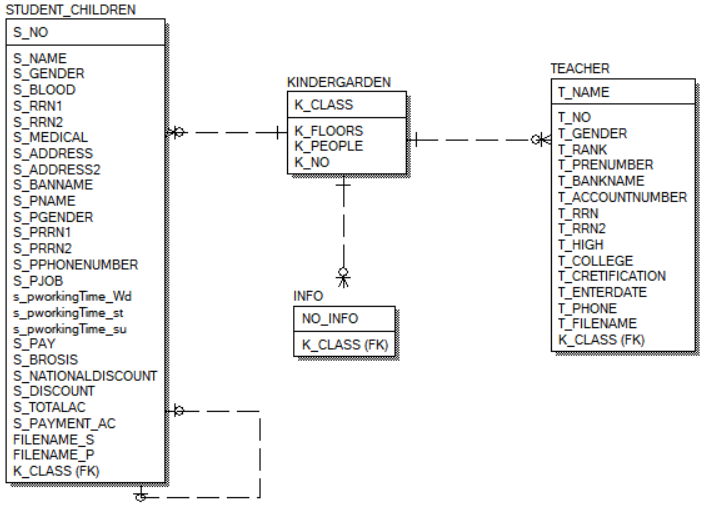 STUDENT_CHILDREN
S_NO
S_NAME
S_GENDER
S_BLOOD
S_RRN1
S_RRN2
S_MEDICAL
S_ADDRESS
S_ADDRESS2
S_BANNAME
S_PNAME
S_PGENDER
S_PRRN1
S_PRRN2
S_PPHONENUMBER
S_PJOB
s_pworkingTime_Wd
s_pworkingTime_st
s_pworkingTime_su
S_PAY
S_BROSIS
S_NATIONALDISCOUNT
S_DISCOUNT
S_TOTALAC
S_PAYMENT_AC
FILENAME_S
FILENAME_P
K_CLASS (FK)
KINDERGARDEN
K_CLASS
K_FLOORS
K_PEOPLE
K_NO
INFO
NO_INFO
K_CLASS (FK)
TEACHER
T_NAME
T_NO
T_GENDER
T_RANK
T_PRENUMBER
T_BANKNAME
T_ACCOUNTNUMBER
T_RRN
T_RRN2
T_HIGH
T_COLLEGE
T_CRETIFICATION
T_ENTERDATE
T_PHONE
T_FILENAME
K_CLASS (FK)